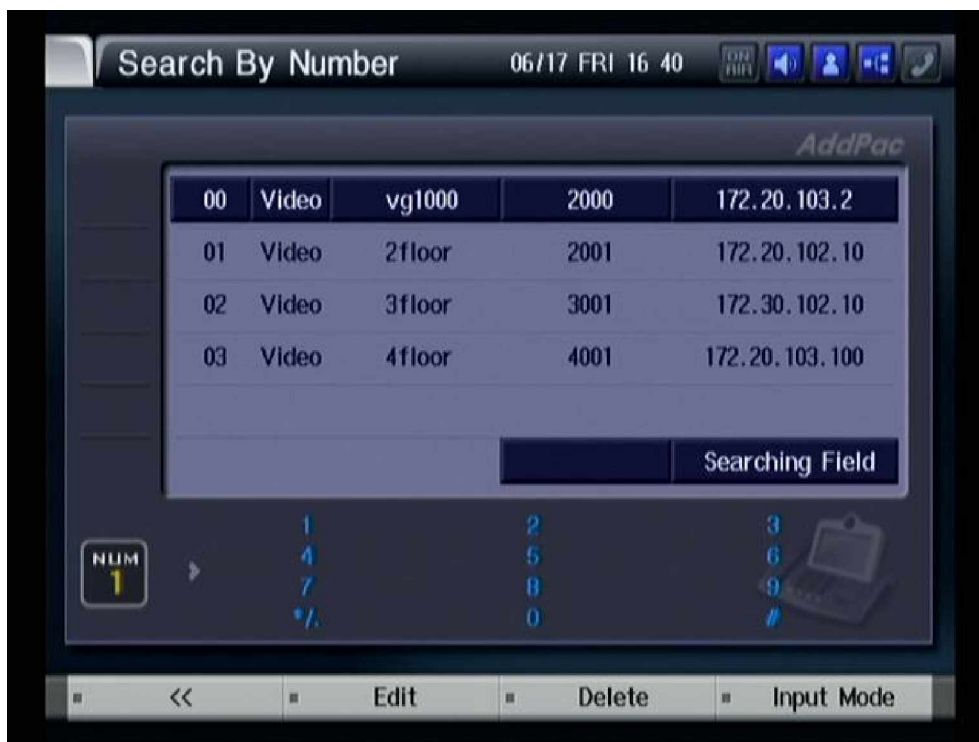 Search By Number 06/17 FRI 16 40 ON AIR
AddPac
00 Video vg1000 2000 172.20.103.2
01 Video 2floor 2001 172.20.102.10
02 Video 3floor 3001 172.30.102.10
03 Video 4floor 4001 172.20.103.100
Searching Field
1 2 3
NUM 4 5 6
1 > 7 8 9
*/. 0 #
<< Edit Delete Input Mode